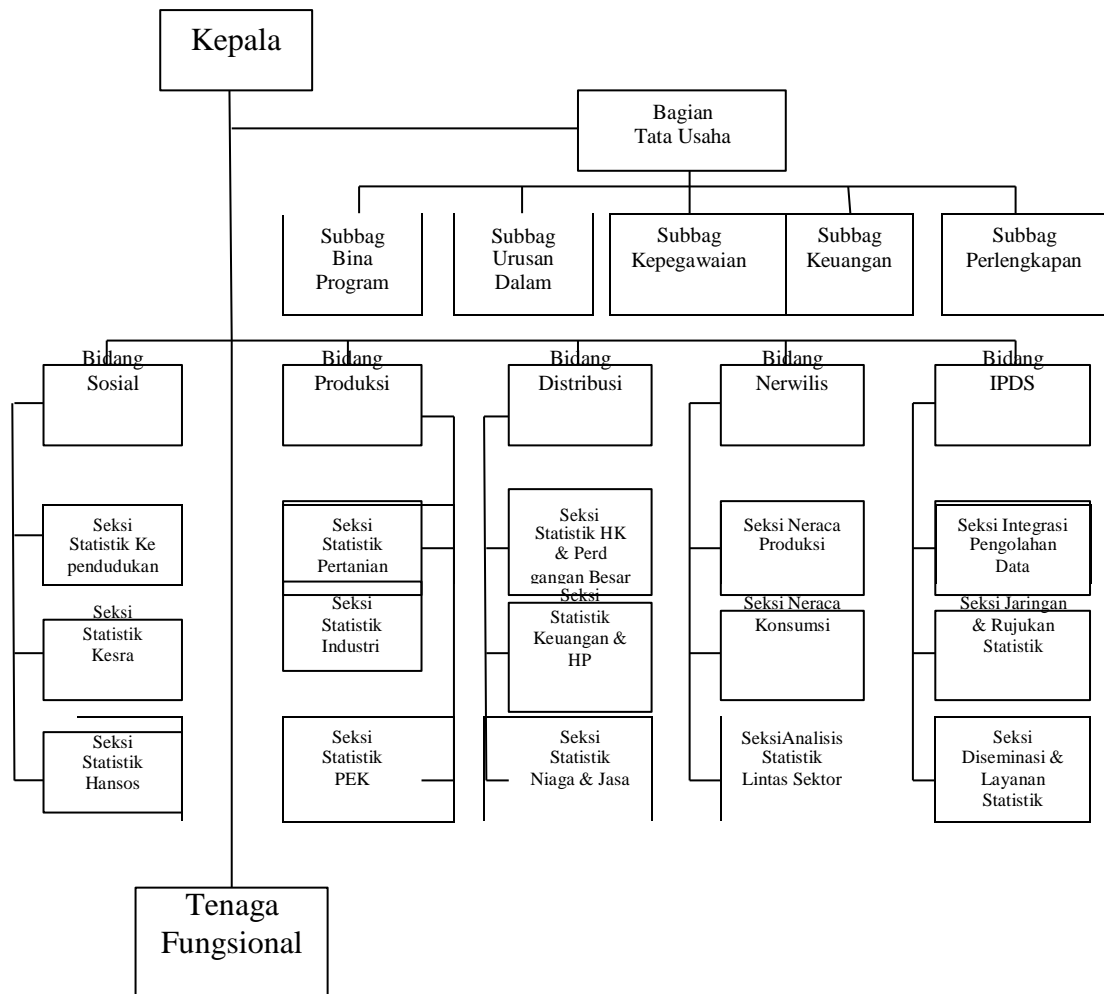 Kepala
Bagian
Tata Usaha
Subbag
Bina
Program
Subbag
Urusan
Dalam
Subbag
Kepegawaian
Subbag
Keuangan
Subbag
Perlengkapan
Bidang
Sosial
Bidang
Produksi
Bidang
Distribusi
Bidang
Nerwilis
Bidang
IPDS
Seksi
Statistik Ke
pendudukan
Seksi
Statistik
Pertanian
Seksi
Statistik HK
& Perd
gangan Besar
Seksi Neraca
Produksi
Seksi Integrasi
Pengolahan
Data
Seksi
Statistik
Kesra
Seksi
Statistik
Industri
Seksi
Statistik
Keuangan &
HP
Seksi Neraca
Konsumsi
Seksi Jaringan
& Rujukan
Statistik
Seksi
Statistik
Hansos
Seksi
Statistik
PEK
Seksi
Statistik
Niaga & Jasa
SeksiAnalisis
Statistik
Lintas Sektor
Seksi
Diseminasi &
Layanan
Statistik
Tenaga
Fungsional